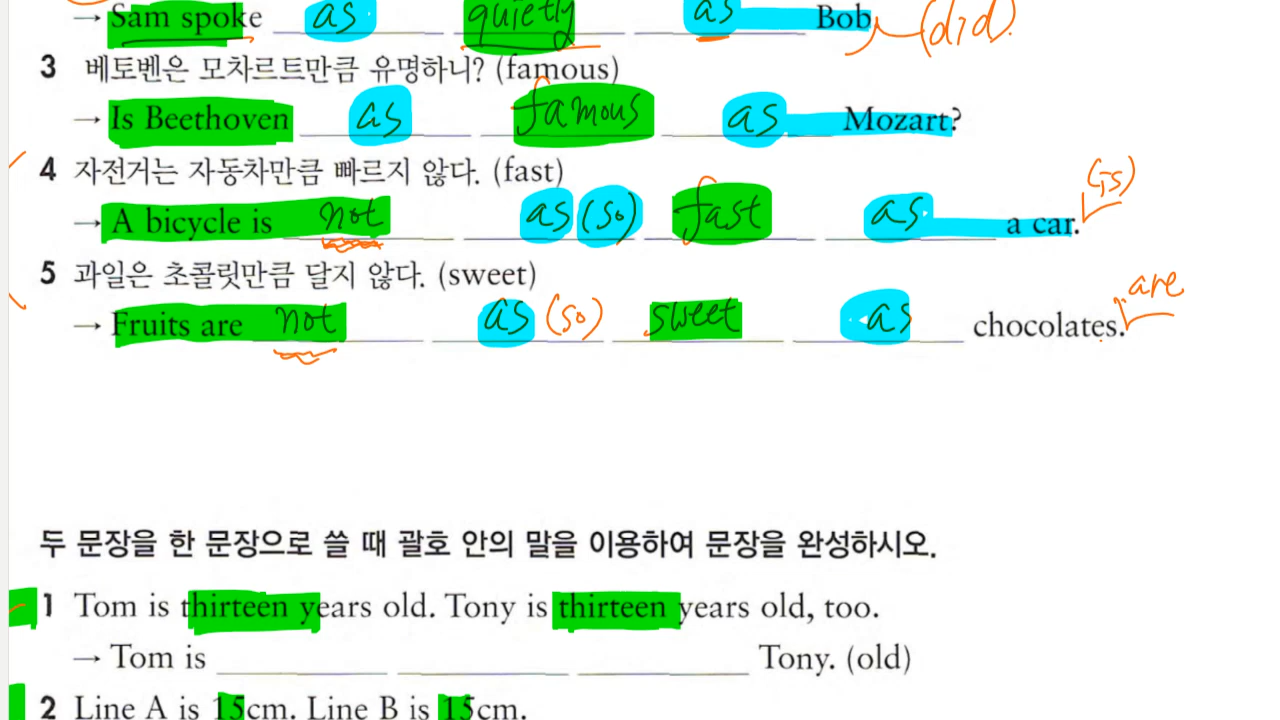 → Sam spoke as quietly as Bob (did)
3 베토벤은 모차르트만큼 유명하니? (famous)
→ Is Beethoven as famous as Mozart?
4 자전거는 자동차만큼 빠르지 않다. (fast)
→ A bicycle is not as (so) fast as a car. (is)
5 과일은 초콜릿만큼 달지 않다. (sweet)
→ Fruits are not as (so) sweet as chocolates. are
두 문장을 한 문장으로 쓸 때 괄호 안의 말을 이용하여 문장을 완성하시오.
1 Tom is thirteen years old. Tony is thirteen years old, too.
→ Tom is ____ ____ ____ Tony. (old)
2 Line A is 15cm. Line B is 15cm.